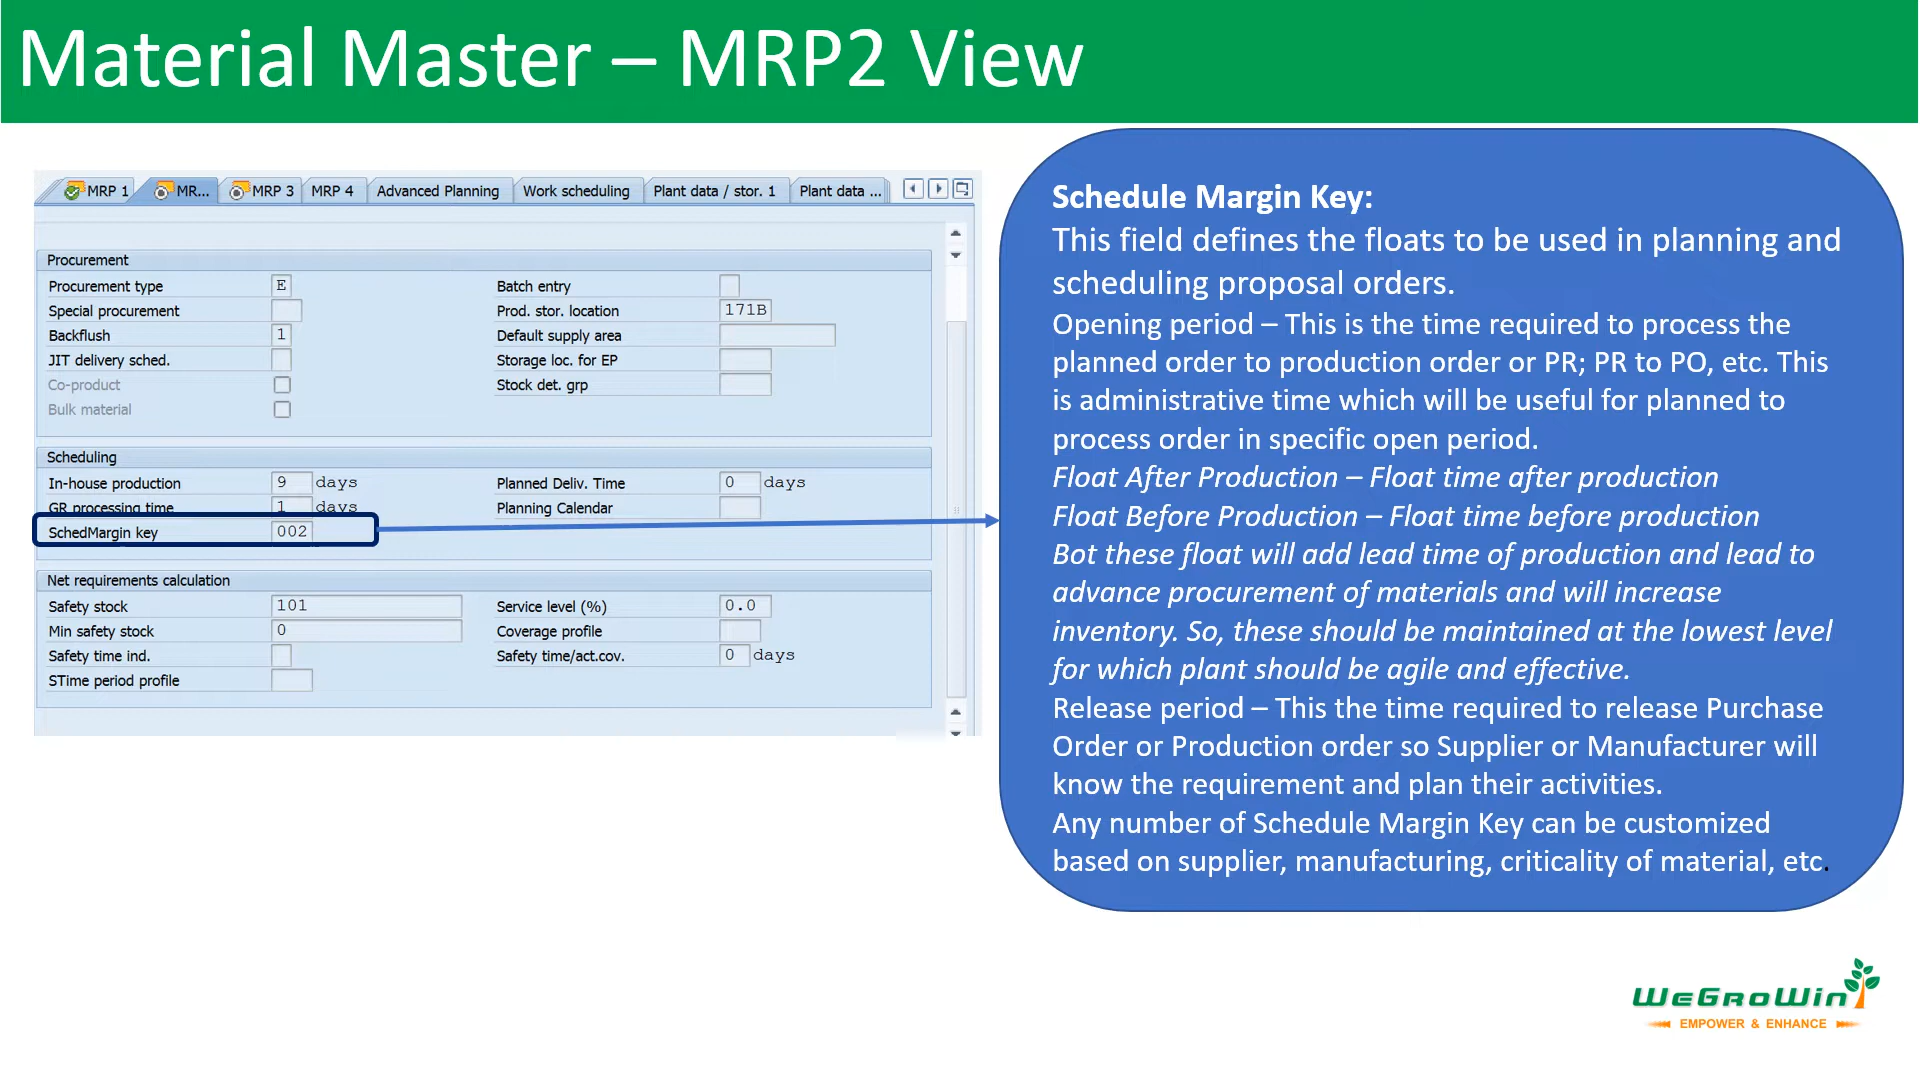 Material Master – MRP2 View
MRP 1 MR... MRP 3 MRP 4 Advanced Planning Work scheduling Plant data / stor. 1 Plant data ...
Procurement
Procurement type E Batch entry
Special procurement Prod. stor. location 171B
Backflush 1 Default supply area
JIT delivery sched. Storage loc. for EP
Co-product Stock det. grp
Bulk material
Scheduling
In-house production 9 days Planned Deliv. Time 0 days
GR processing time 1 days Planning Calendar
SchedMargin key 002
Net requirements calculation
Safety stock 101 Service level (%) 0.0
Min safety stock 0 Coverage profile
Safety time ind. Safety time/act.cov. 0 days
STime period profile
Schedule Margin Key:
This field defines the floats to be used in planning and
scheduling proposal orders.
Opening period – This is the time required to process the
planned order to production order or PR; PR to PO, etc. This
is administrative time which will be useful for planned to
process order in specific open period.
Float After Production – Float time after production
Float Before Production – Float time before production
Bot these float will add lead time of production and lead to
advance procurement of materials and will increase
inventory. So, these should be maintained at the lowest level
for which plant should be agile and effective.
Release period – This the time required to release Purchase
Order or Production order so Supplier or Manufacturer will
know the requirement and plan their activities.
Any number of Schedule Margin Key can be customized
based on supplier, manufacturing, criticality of material, etc.
WeGroWin
EMPOWER & ENHANCE